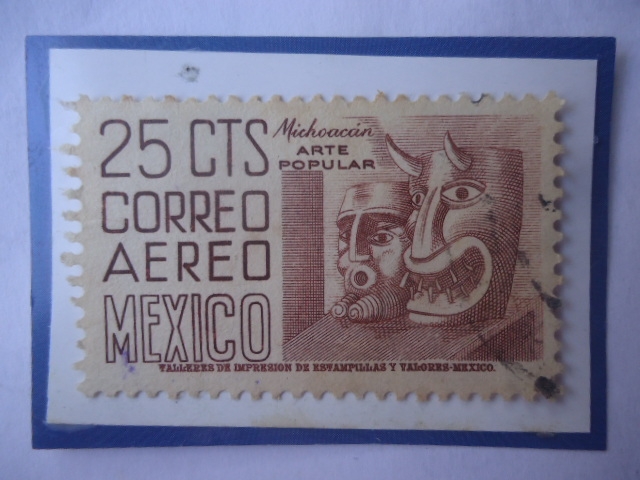 25 CTS
CORREO
AEREO
MEXICO
Michoacán
ARTE
POPULAR
TALLERES DE IMPRESION DE ESTAMPILLAS Y VALORES-MEXICO.